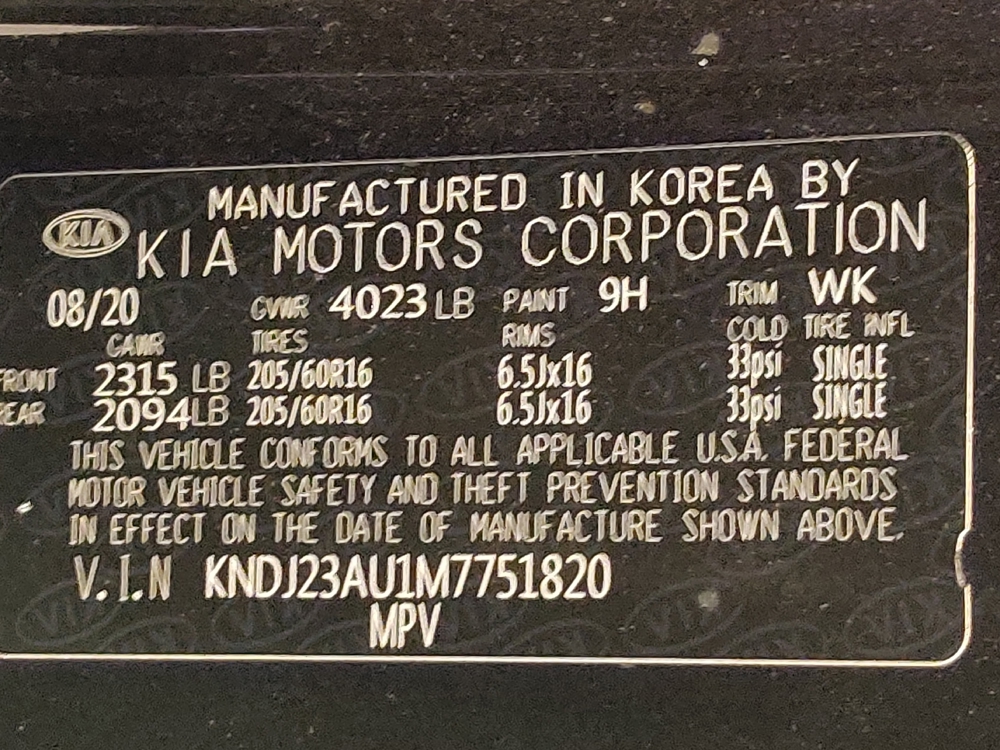 MANUFACTURED IN KOREA BY
KIA KIA MOTORS CORPORATION
08/20 GVWR 4023 LB PAINT 9H TRIM WK
GAWR TIRES RIMS COLD TIRE INFL
FRONT 2315 LB 205/60R16 6.5Jx16 33psi SINGLE
REAR 2094LB 205/60R16 6.5Jx16 33psi SINGLE
THIS VEHICLE CONFORMS TO ALL APPLICABLE U.S.A. FEDERAL
MOTOR VEHICLE SAFETY AND THEFT PREVENTION STANDARDS
IN EFFECT ON THE DATE OF MANUFACTURE SHOWN ABOVE.
V.I.N KNDJ23AU1M7751820
MPV